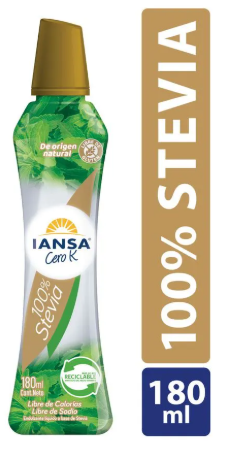 De origen
natural
IANSA
Cero K
100%
Stevia
RECICLABLE
180ml
Cont. Neto
Libre de Calorías
Libre de Sodio
100% STEVIA
180
ml